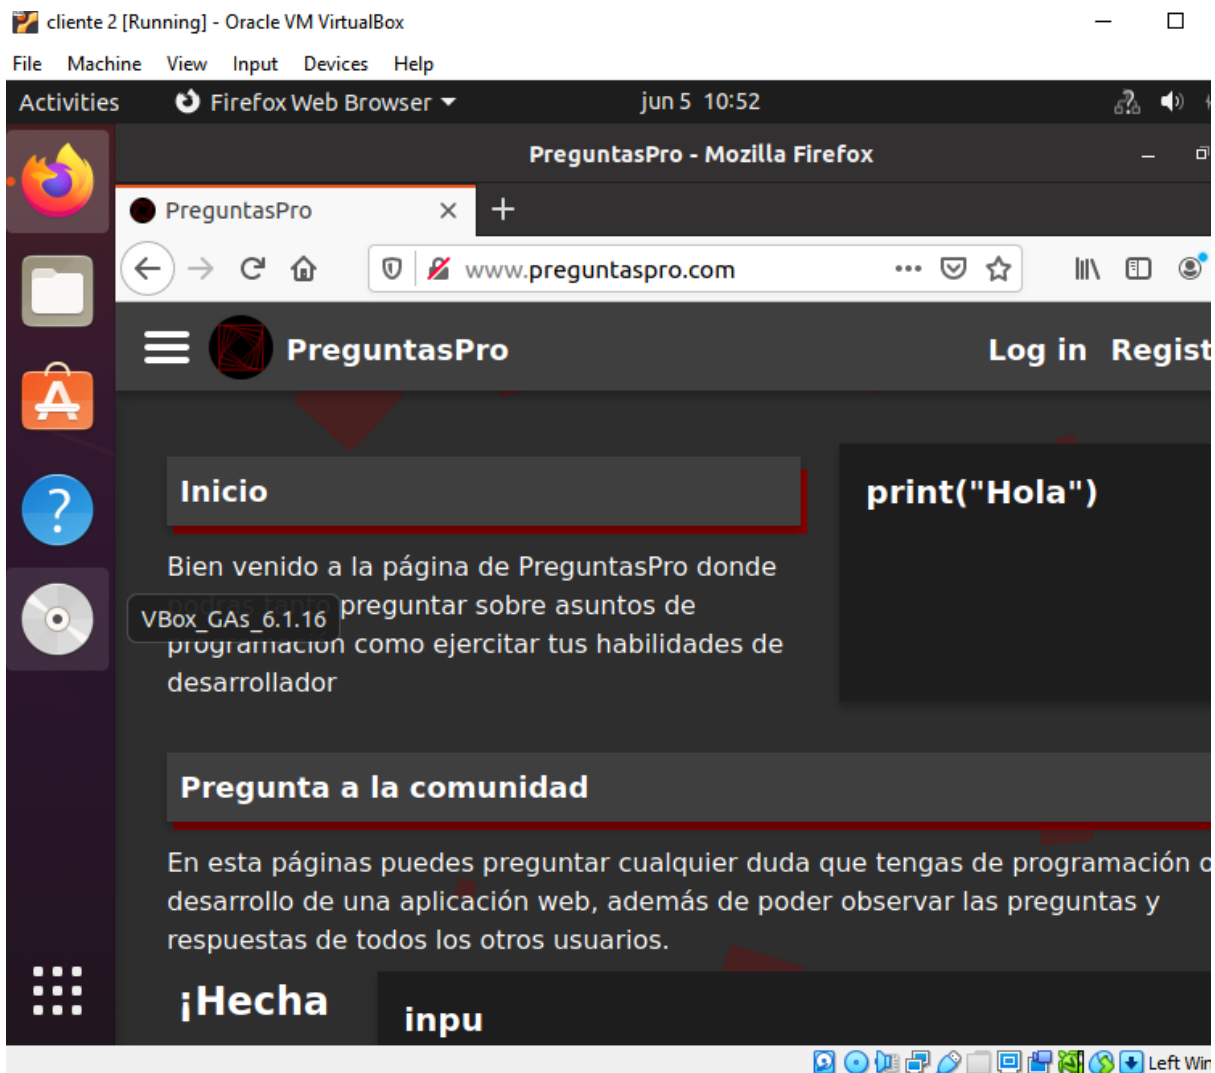 cliente 2 [Running] - Oracle VM VirtualBox
File Machine View Input Devices Help
Activities Firefox Web Browser jun 5 10:52
PreguntasPro - Mozilla Firefox
PreguntasPro
www.preguntaspro.com
PreguntasPro Log in Regist
Inicio
print("Hola")
Bien venido a la página de PreguntasPro donde
podras tanto preguntar sobre asuntos de
VBox_GAs_6.1.16
programación como ejercitar tus habilidades de
desarrollador
Pregunta a la comunidad
En esta páginas puedes preguntar cualquier duda que tengas de programación o
desarrollo de una aplicación web, además de poder observar las preguntas y
respuestas de todos los otros usuarios.
¡Hecha
inpu
Left Win